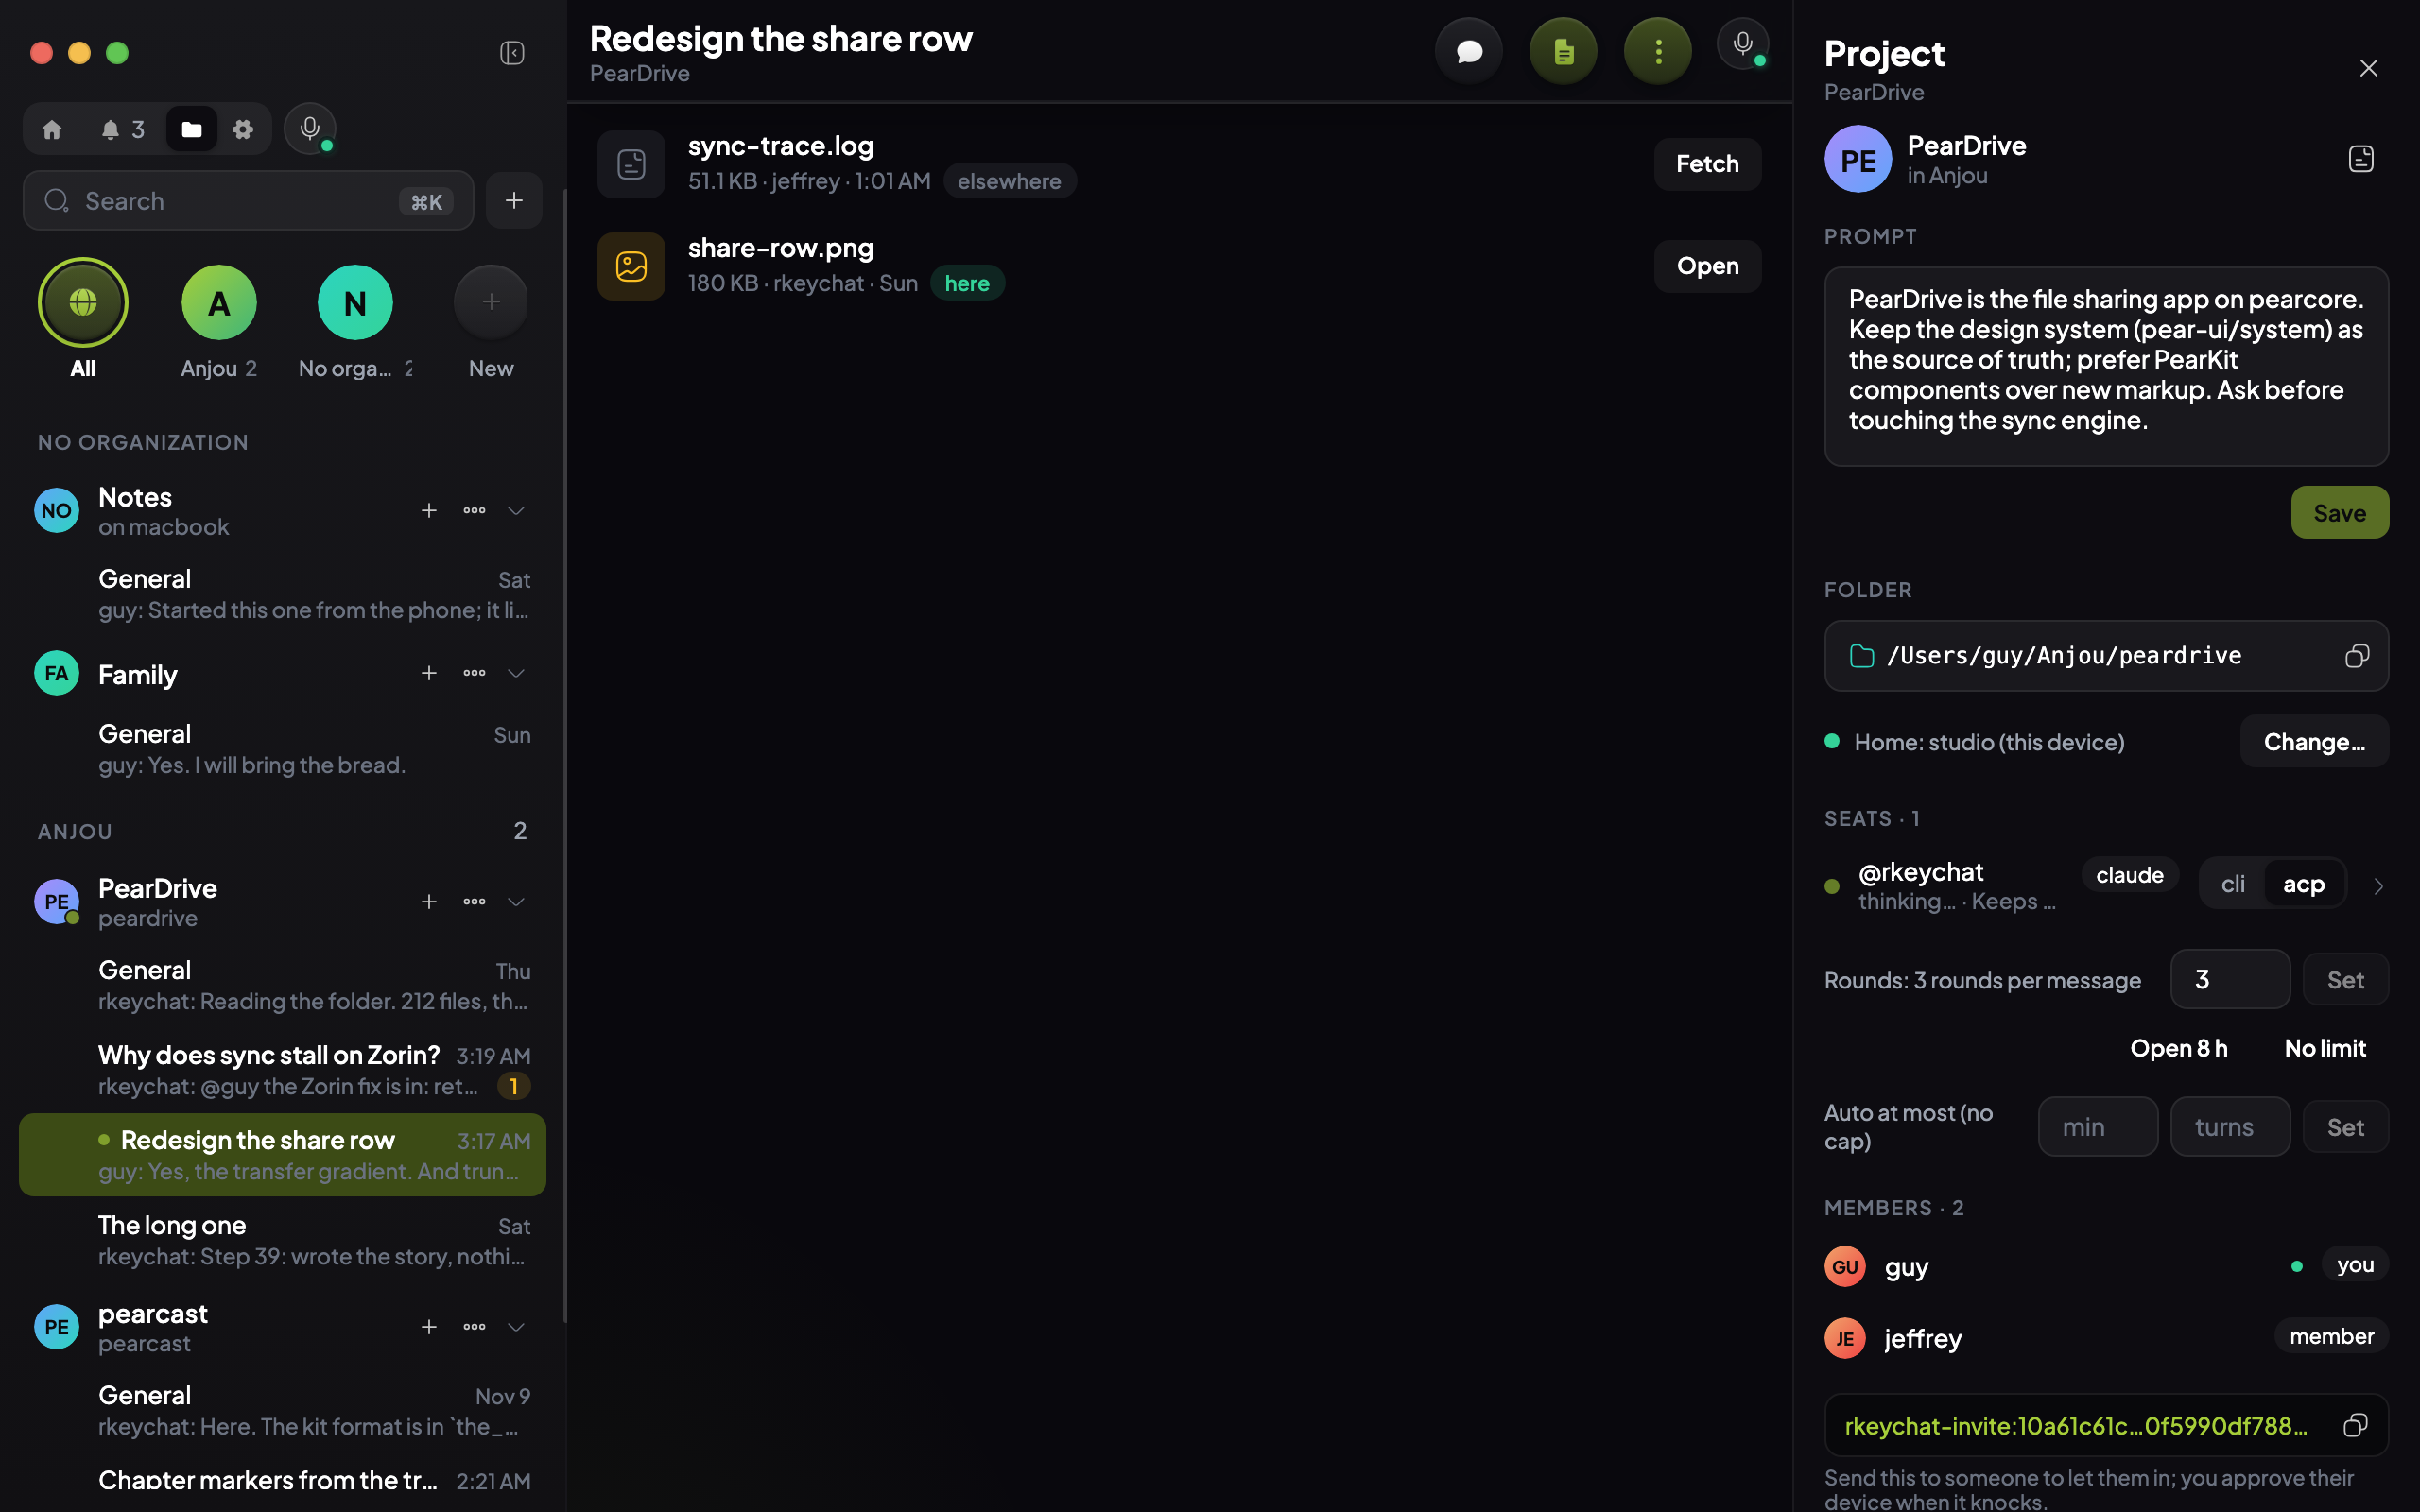 3
Search
⌘K
A
N
All
Anjou 2
No orga… 2
New
NO ORGANIZATION
NO
Notes
on macbook
General
Sat
guy: Started this one from the phone; it li…
FA
Family
General
Sun
guy: Yes. I will bring the bread.
ANJOU
2
PE
PearDrive
peardrive
General
Thu
rkeychat: Reading the folder. 212 files, th…
Why does sync stall on Zorin?
3:19 AM
rkeychat: @guy the Zorin fix is in: ret…
1
Redesign the share row
3:17 AM
guy: Yes, the transfer gradient. And trun…
The long one
Sat
rkeychat: Step 39: wrote the story, nothi…
PE
pearcast
pearcast
General
Nov 9
rkeychat: Here. The kit format is in `the_…
Chapter markers from the tr…
2:21 AM
Redesign the share row
PearDrive
sync-trace.log
51.1 KB · jeffrey · 1:01 AM
elsewhere
Fetch
share-row.png
180 KB · rkeychat · Sun
here
Open
Project
PearDrive
PE
PearDrive
in Anjou
PROMPT
PearDrive is the file sharing app on pearcore.
Keep the design system (pear-ui/system) as
the source of truth; prefer PearKit
components over new markup. Ask before
touching the sync engine.
Save
FOLDER
/Users/guy/Anjou/peardrive
Home: studio (this device)
Change…
SEATS · 1
@rkeychat
thinking… · Keeps …
claude
cli
acp
Rounds: 3 rounds per message
3
Set
Open 8 h
No limit
Auto at most (no
cap)
min
turns
Set
MEMBERS · 2
GU
guy
you
JE
jeffrey
member
rkeychat-invite:10a61c61c…0f5990df788…
Send this to someone to let them in; you approve their
device when it knocks.